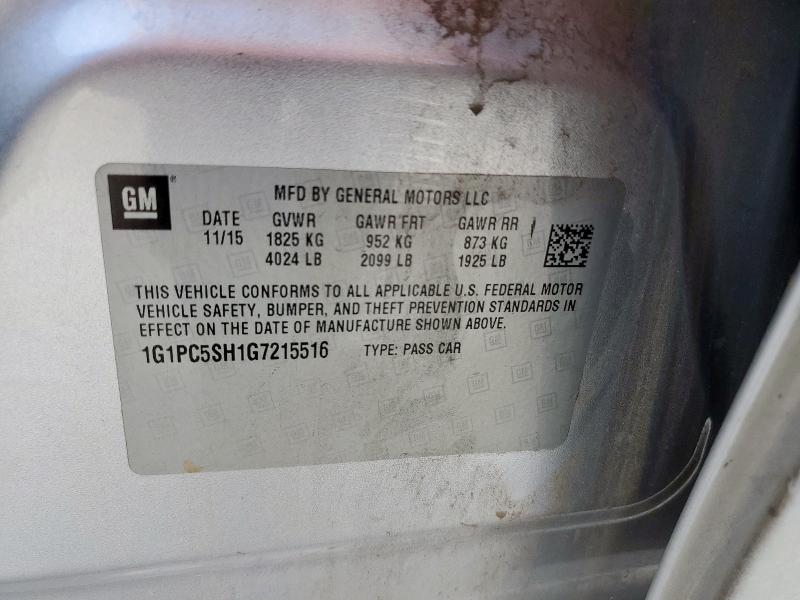 GM® MFD BY GENERAL MOTORS LLC
DATE GVWR GAWR FRT GAWR RR
11/15 1825 KG 952 KG 873 KG
4024 LB 2099 LB 1925 LB
THIS VEHICLE CONFORMS TO ALL APPLICABLE U.S. FEDERAL MOTOR
VEHICLE SAFETY, BUMPER, AND THEFT PREVENTION STANDARDS IN
EFFECT ON THE DATE OF MANUFACTURE SHOWN ABOVE.
1G1PC5SH1G7215516 TYPE: PASS CAR